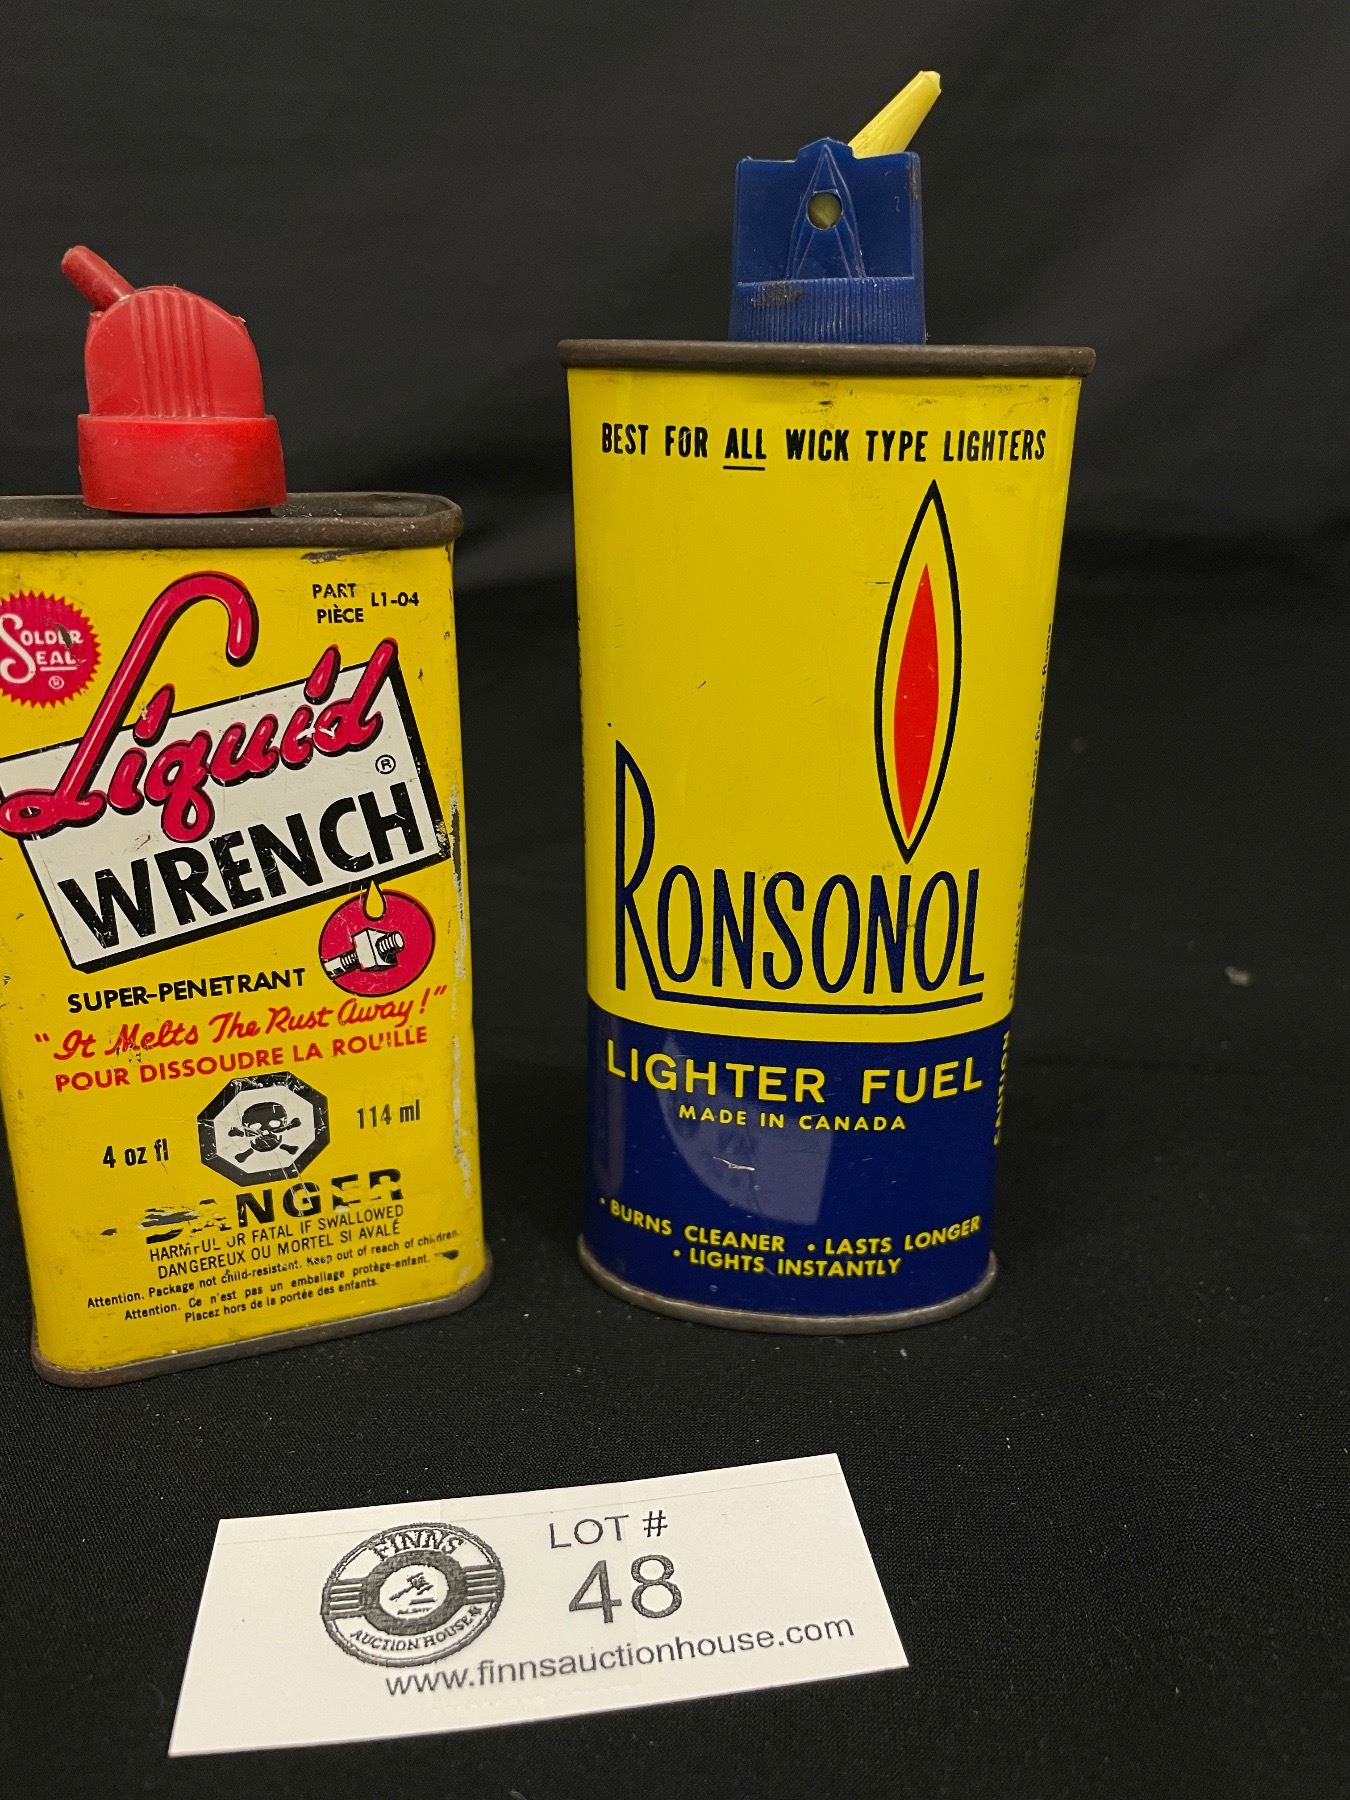 SOLDER
SEAL
®
PART
PIÈCE L1-04
Liquid
®
WRENCH
SUPER-PENETRANT
"It Melts The Rust Away!"
POUR DISSOUDRE LA ROUILLE
4 oz fl
114 ml
DANGER
HARMFUL OR FATAL IF SWALLOWED
DANGEREUX OU MORTEL SI AVALÉ
Attention. Package not child-resistant. Keep out of reach of children.
Attention. Ce n'est pas un emballage protège-enfant.
Placez hors de la portée des enfants.
BEST FOR ALL WICK TYPE LIGHTERS
RONSONOL
LIGHTER FUEL
MADE IN CANADA
• BURNS CLEANER • LASTS LONGER
• LIGHTS INSTANTLY
FINNS
AUCTION HOUSE
LOT #
48
www.finnsauctionhouse.com